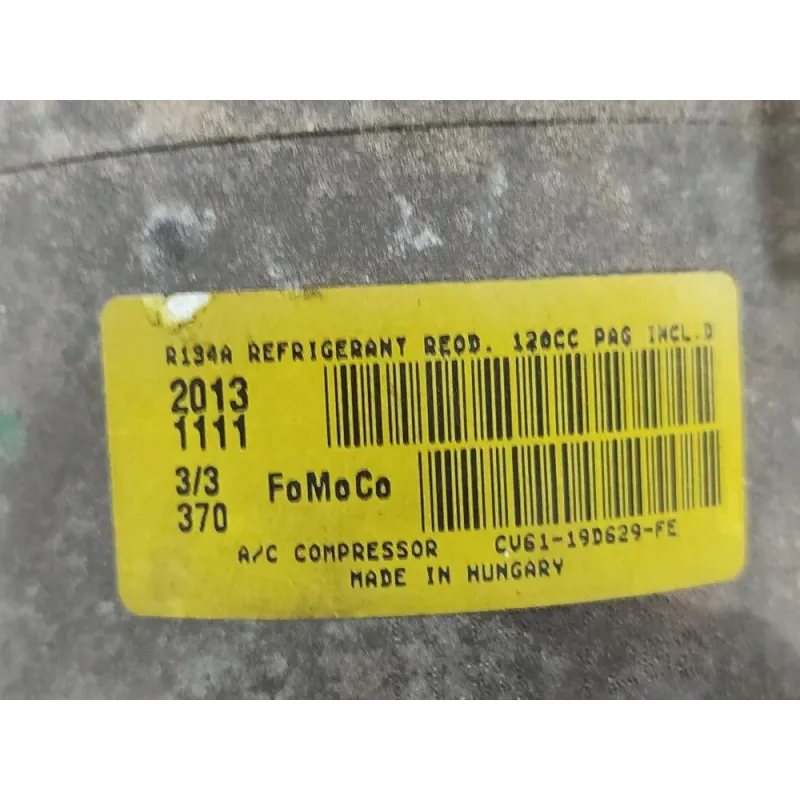 R134A REFRIGERANT REQD. 120CC PAG INCL.D
2013
1111
3/3 FoMoCo
370
A/C COMPRESSOR CV61-19D629-FE
MADE IN HUNGARY